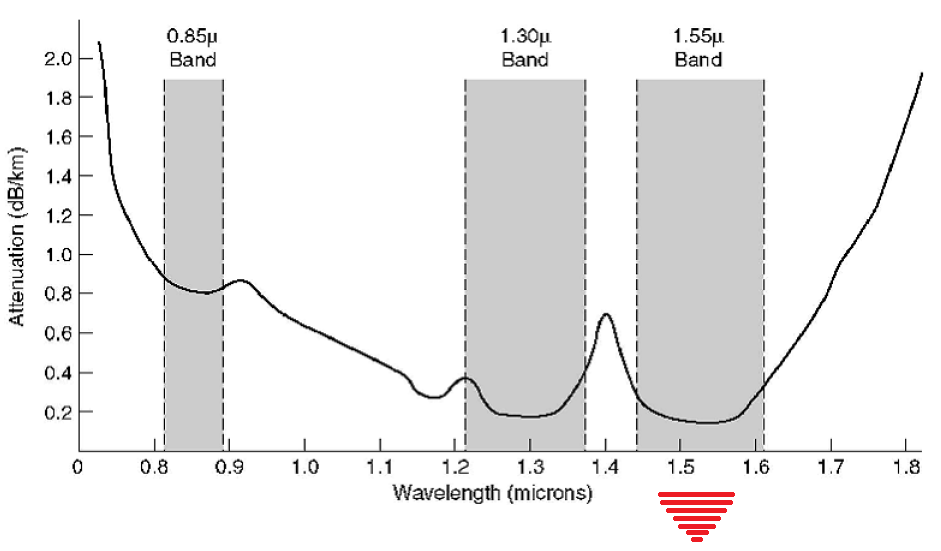 0.85µ
Band
1.30µ
Band
1.55µ
Band
2.0
1.8
1.6
1.4
1.2
1.0
0.8
0.6
0.4
0.2
Attenuation (dB/km)
0 0.8 0.9 1.0 1.1 1.2 1.3 1.4 1.5 1.6 1.7 1.8
Wavelength (microns)